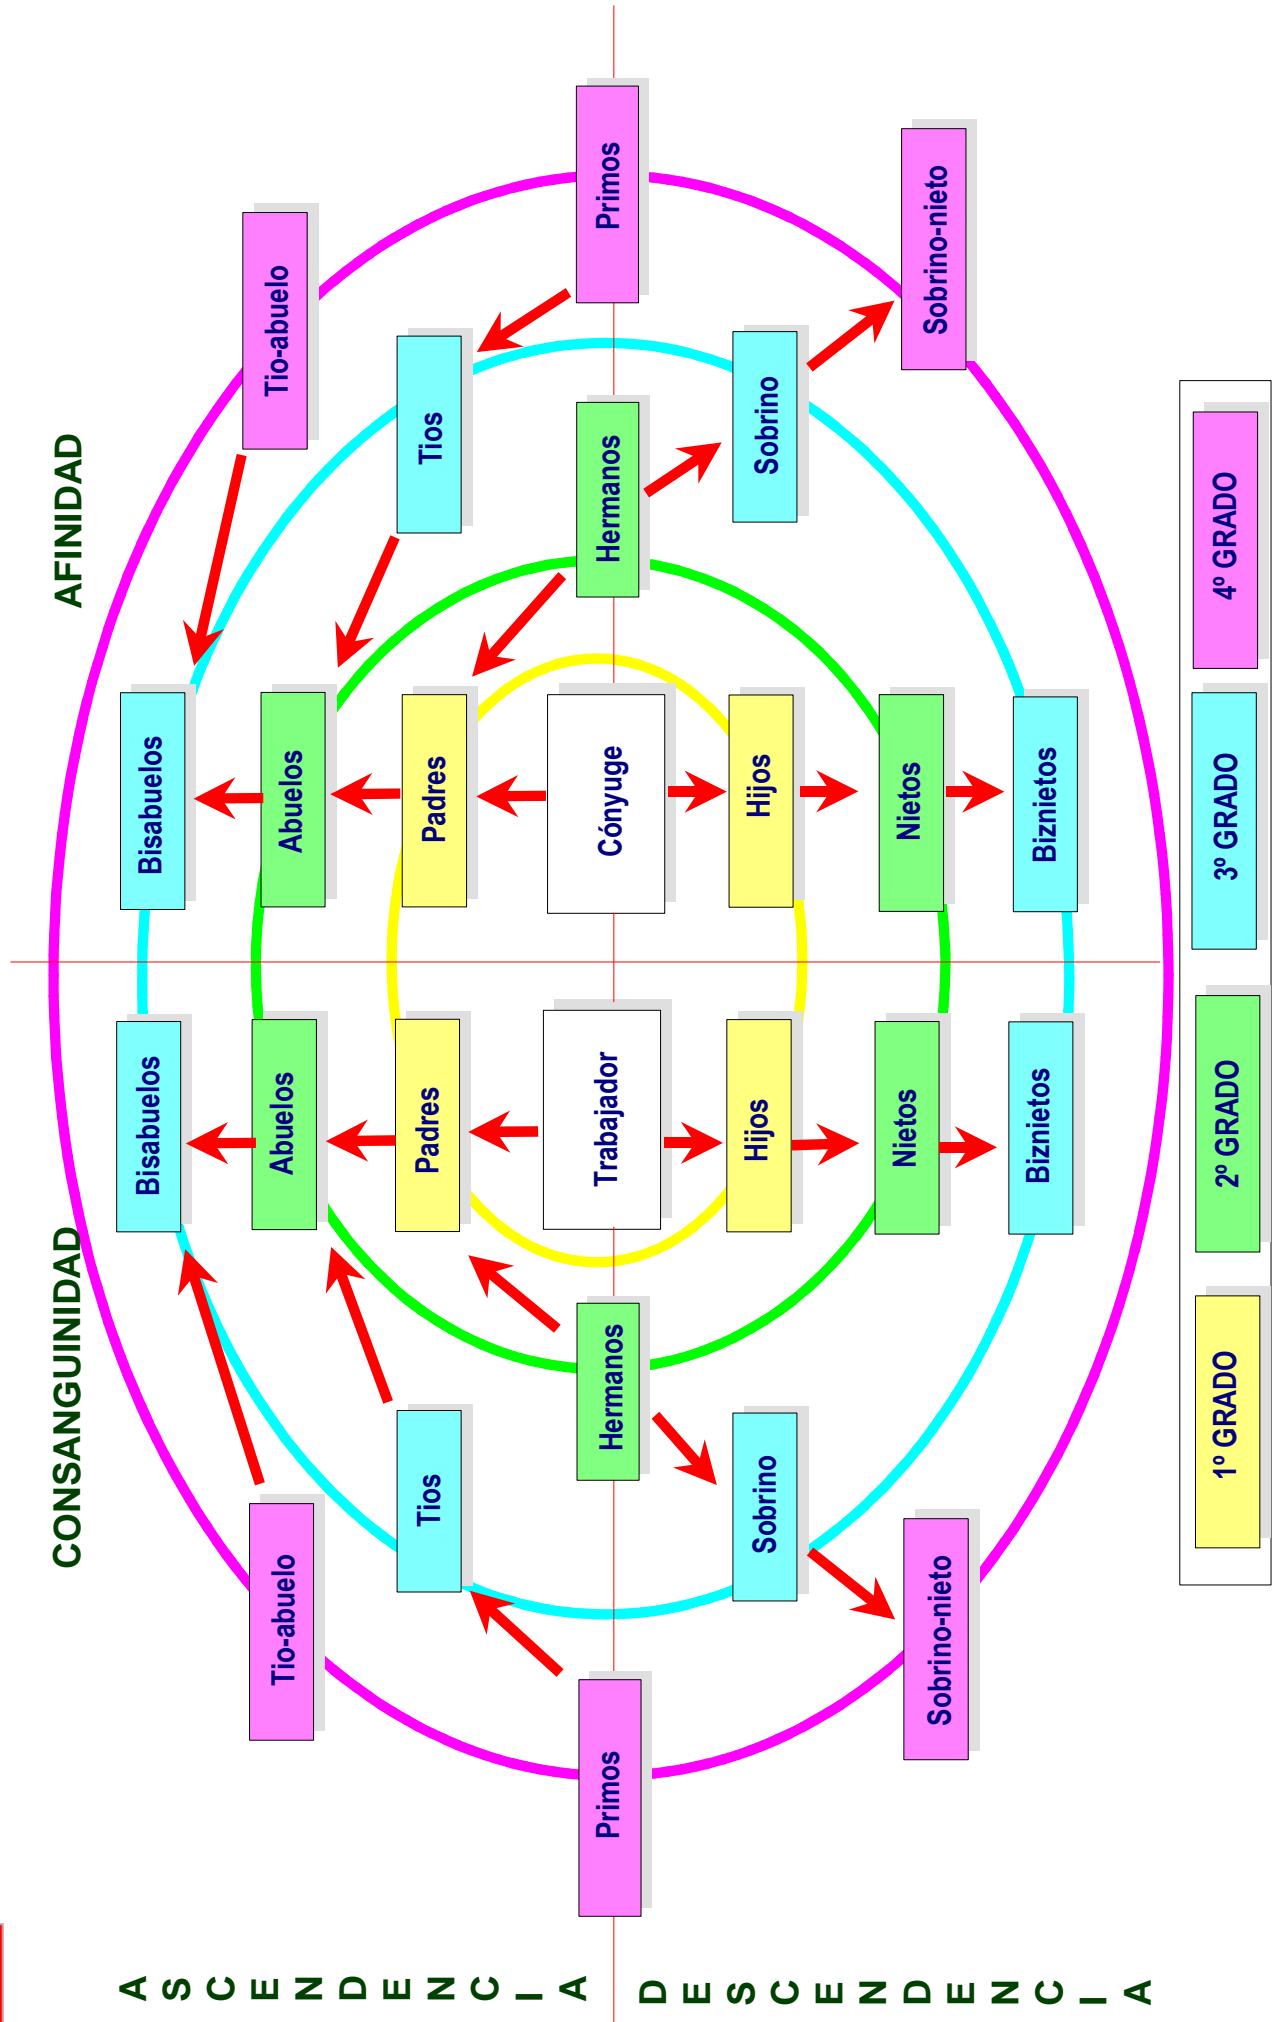 CONSANGUINIDAD AFINIDAD
ASCENDENCIA
DESCENDENCIA
Bisabuelos Bisabuelos
Tio-abuelo Abuelos Abuelos Tio-abuelo
Tios Padres Padres Tios
Primos Hermanos Trabajador Cónyuge Hermanos Primos
Sobrino Hijos Hijos Sobrino
Sobrino-nieto Nietos Nietos Sobrino-nieto
Biznietos Biznietos
1º GRADO 2º GRADO 3º GRADO 4º GRADO